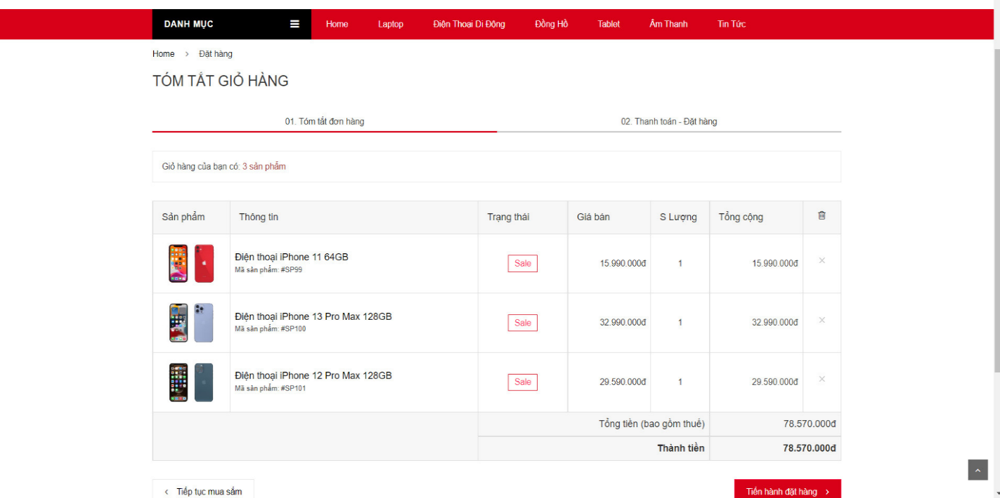 DANH MỤC Home Laptop Điện Thoại Di Động Đồng Hồ Tablet Âm Thanh Tin Tức
Home > Đặt hàng
TÓM TẮT GIỎ HÀNG
01. Tóm tắt đơn hàng 02. Thanh toán - Đặt hàng
Giỏ hàng của bạn có: 3 sản phẩm
Sản phẩm Thông tin Trạng thái Giá bán S Lượng Tổng cộng
Điện thoại iPhone 11 64GB
Mã sản phẩm: #SP99
Sale 15.990.000đ 1 15.990.000đ
Điện thoại iPhone 13 Pro Max 128GB
Mã sản phẩm: #SP100
Sale 32.990.000đ 1 32.990.000đ
Điện thoại iPhone 12 Pro Max 128GB
Mã sản phẩm: #SP101
Sale 29.590.000đ 1 29.590.000đ
Tổng tiền (bao gồm thuế) 78.570.000đ
Thành tiền 78.570.000đ
‹ Tiếp tục mua sắm Tiến hành đặt hàng ›